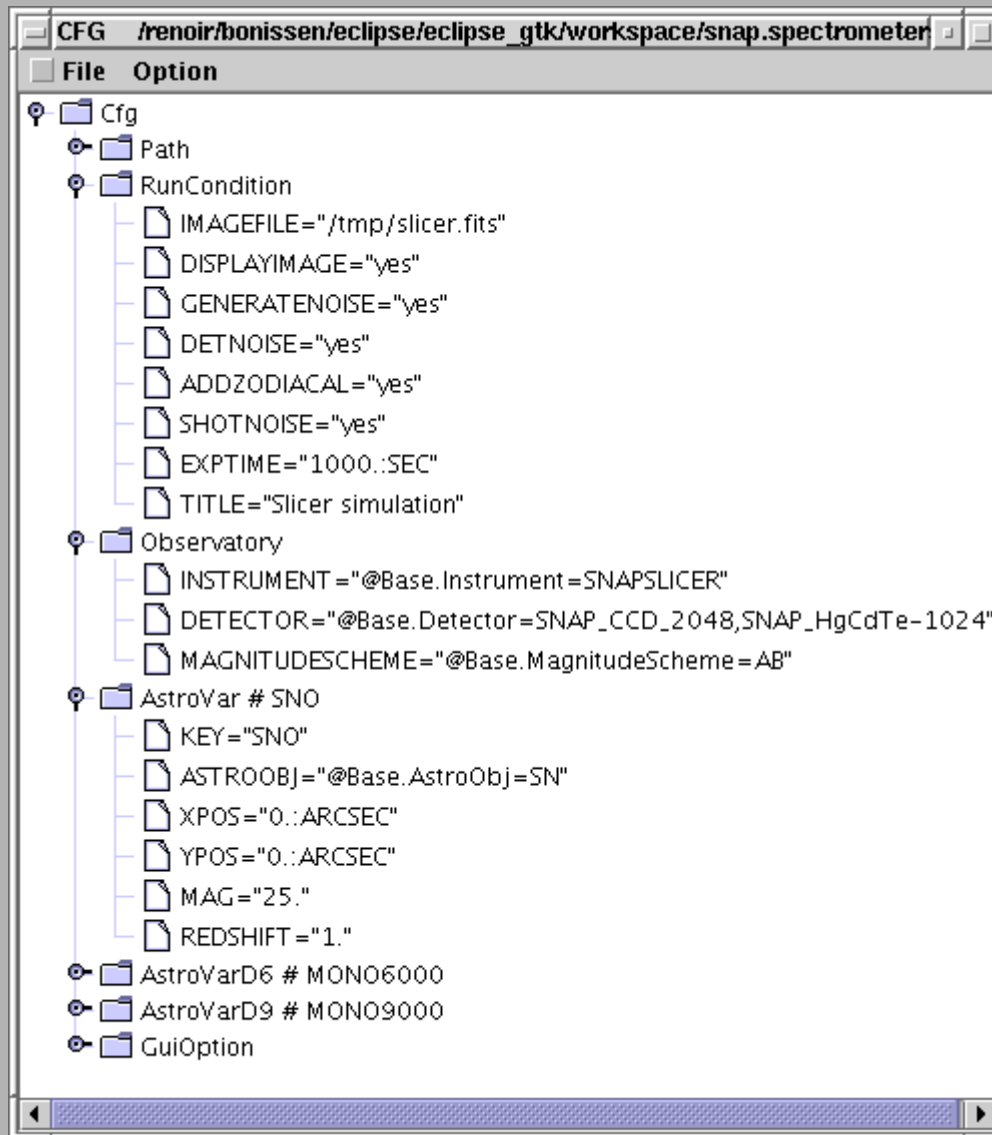 CFG /renoir/bonissen/eclipse/eclipse_gtk/workspace/snap.spectrometer
File Option
Cfg
Path
RunCondition
IMAGEFILE="/tmp/slicer.fits"
DISPLAYIMAGE="yes"
GENERATENOISE="yes"
DETNOISE="yes"
ADDZODIACAL="yes"
SHOTNOISE="yes"
EXPTIME="1000.:SEC"
TITLE="Slicer simulation"
Observatory
INSTRUMENT="@Base.Instrument=SNAPSLICER"
DETECTOR="@Base.Detector=SNAP_CCD_2048,SNAP_HgCdTe-1024"
MAGNITUDESCHEME="@Base.MagnitudeScheme=AB"
AstroVar # SNO
KEY="SNO"
ASTROOBJ="@Base.AstroObj=SN"
XPOS="0.:ARCSEC"
YPOS="0.:ARCSEC"
MAG="25."
REDSHIFT="1."
AstroVarD6 # MONO6000
AstroVarD9 # MONO9000
GuiOption